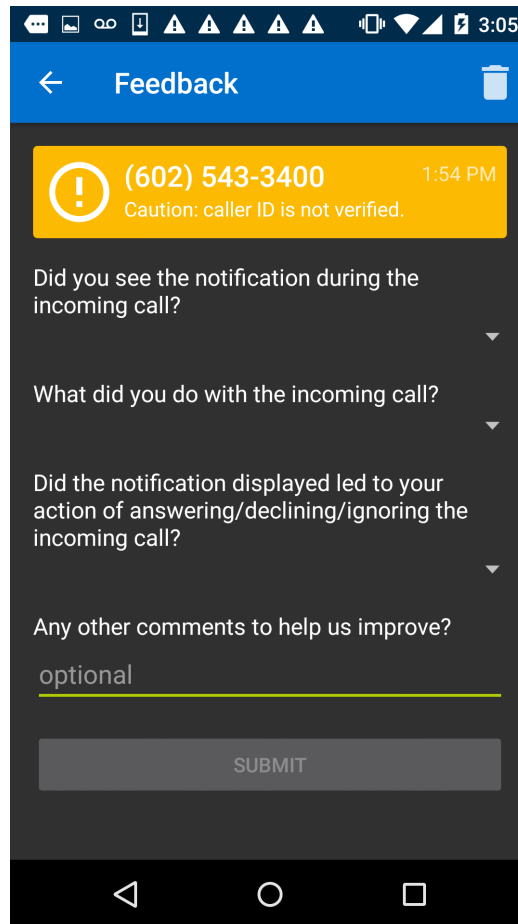 3:05
Feedback
(602) 543-3400
1:54 PM
Caution: caller ID is not verified.
Did you see the notification during the
incoming call?
What did you do with the incoming call?
Did the notification displayed led to your
action of answering/declining/ignoring the
incoming call?
Any other comments to help us improve?
optional
SUBMIT